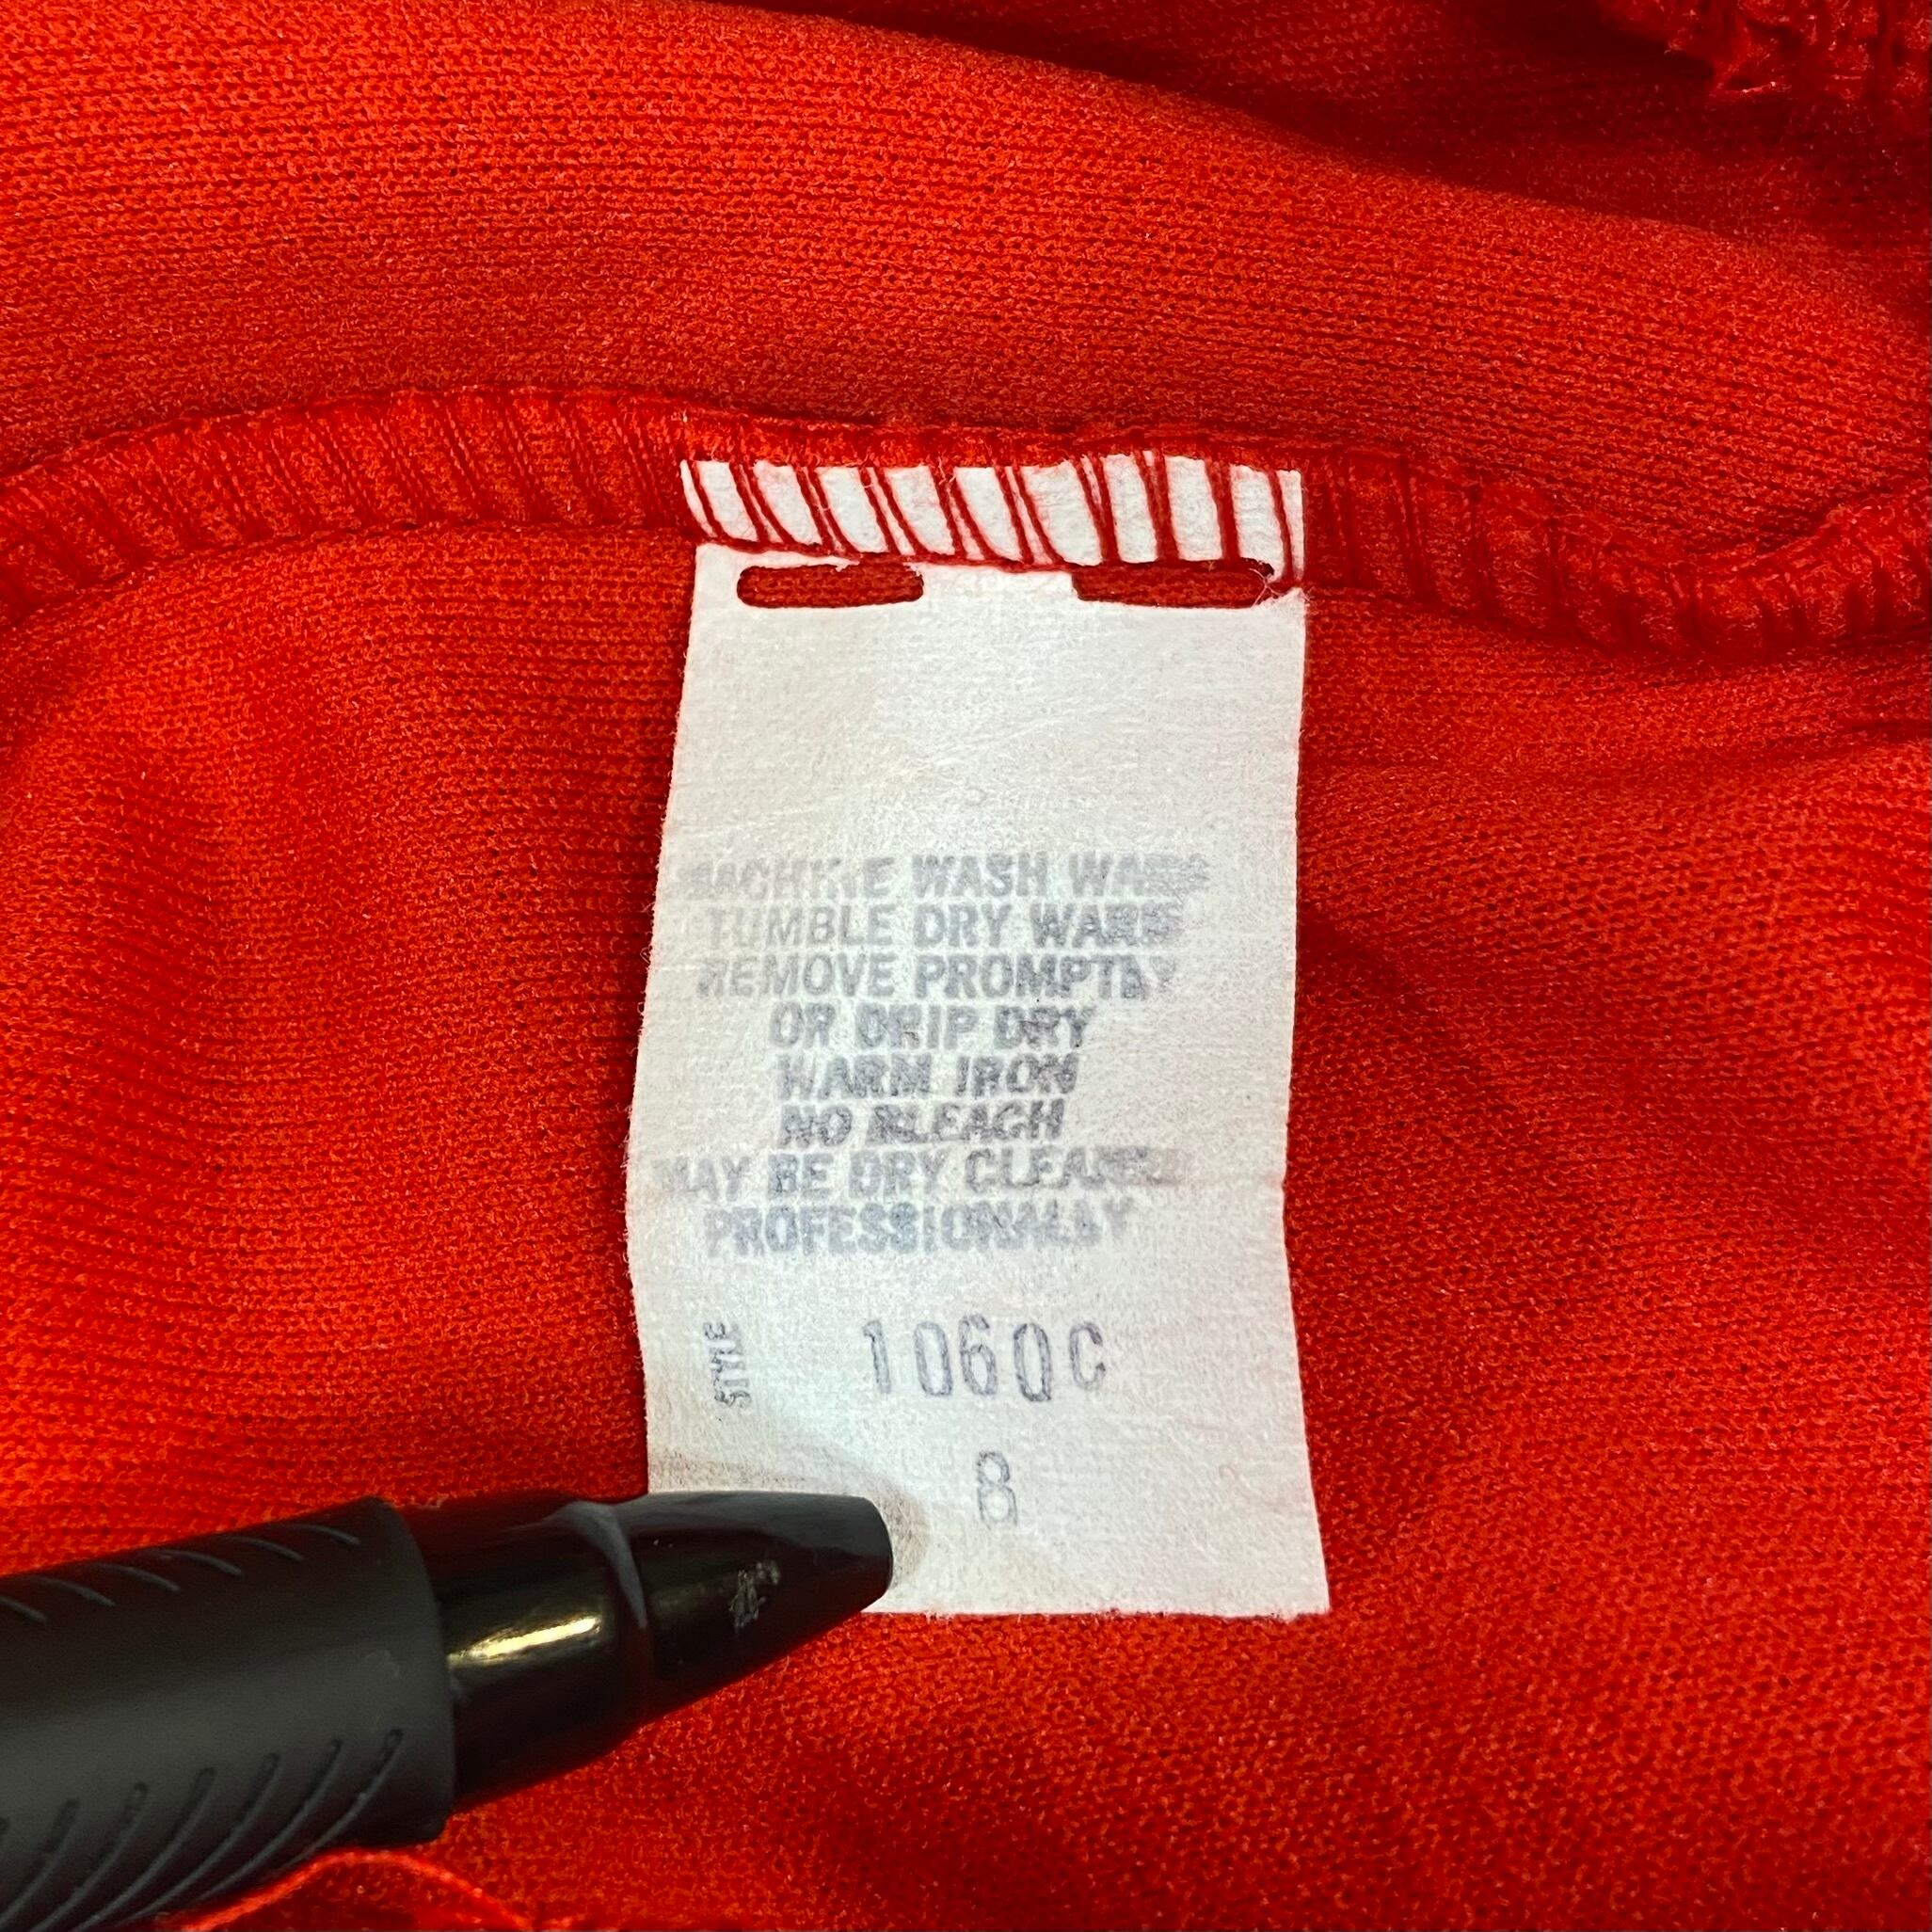 MACHINE WASH WARM
TUMBLE DRY WARM
REMOVE PROMPTLY
OR DRIP DRY
WARM IRON
NO BLEACH
MAY BE DRY CLEANED
PROFESSIONALLY
STYLE 1060C
8